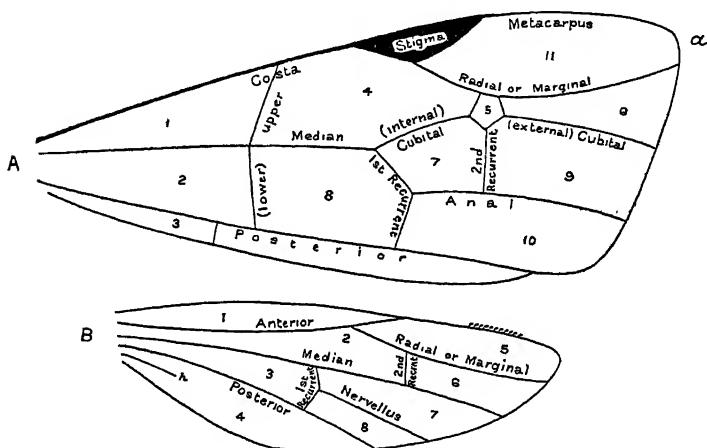 Metacarpus
α
Stigma
11
Costa
Radial or Marginal
4
upper
5
1
(internal)
(external) Cubital
Median
Cubital
7
2nd
Recurrent
A
1st Recurrent
9
2
(lower)
8
Anal
3
Posterior
10
1
Anterior
B
2
5
Radial or Marginal
Median
2nd
Recint
6
3
1st
Recurrent
h
Posterior
Nervellus
7
4
8